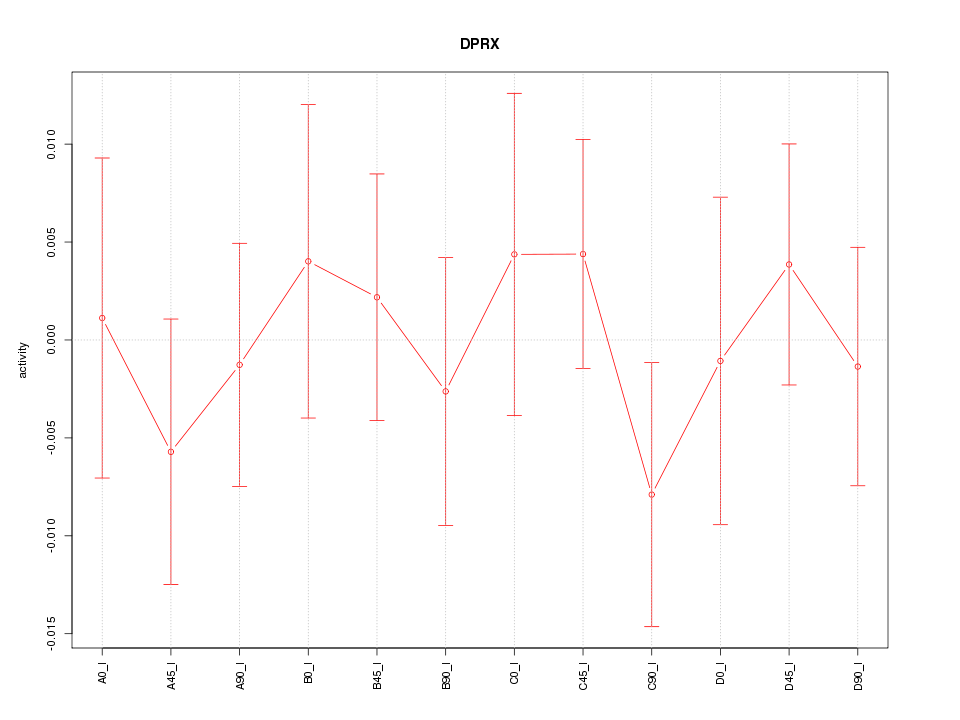 DPRX
activity
0.010
0.005
0.000
-0.005
-0.010
-0.015
A0_I
A45_I
A90_I
B0_I
B45_I
B90_I
C0_I
C45_I
C90_I
D0_I
D45_I
D90_I